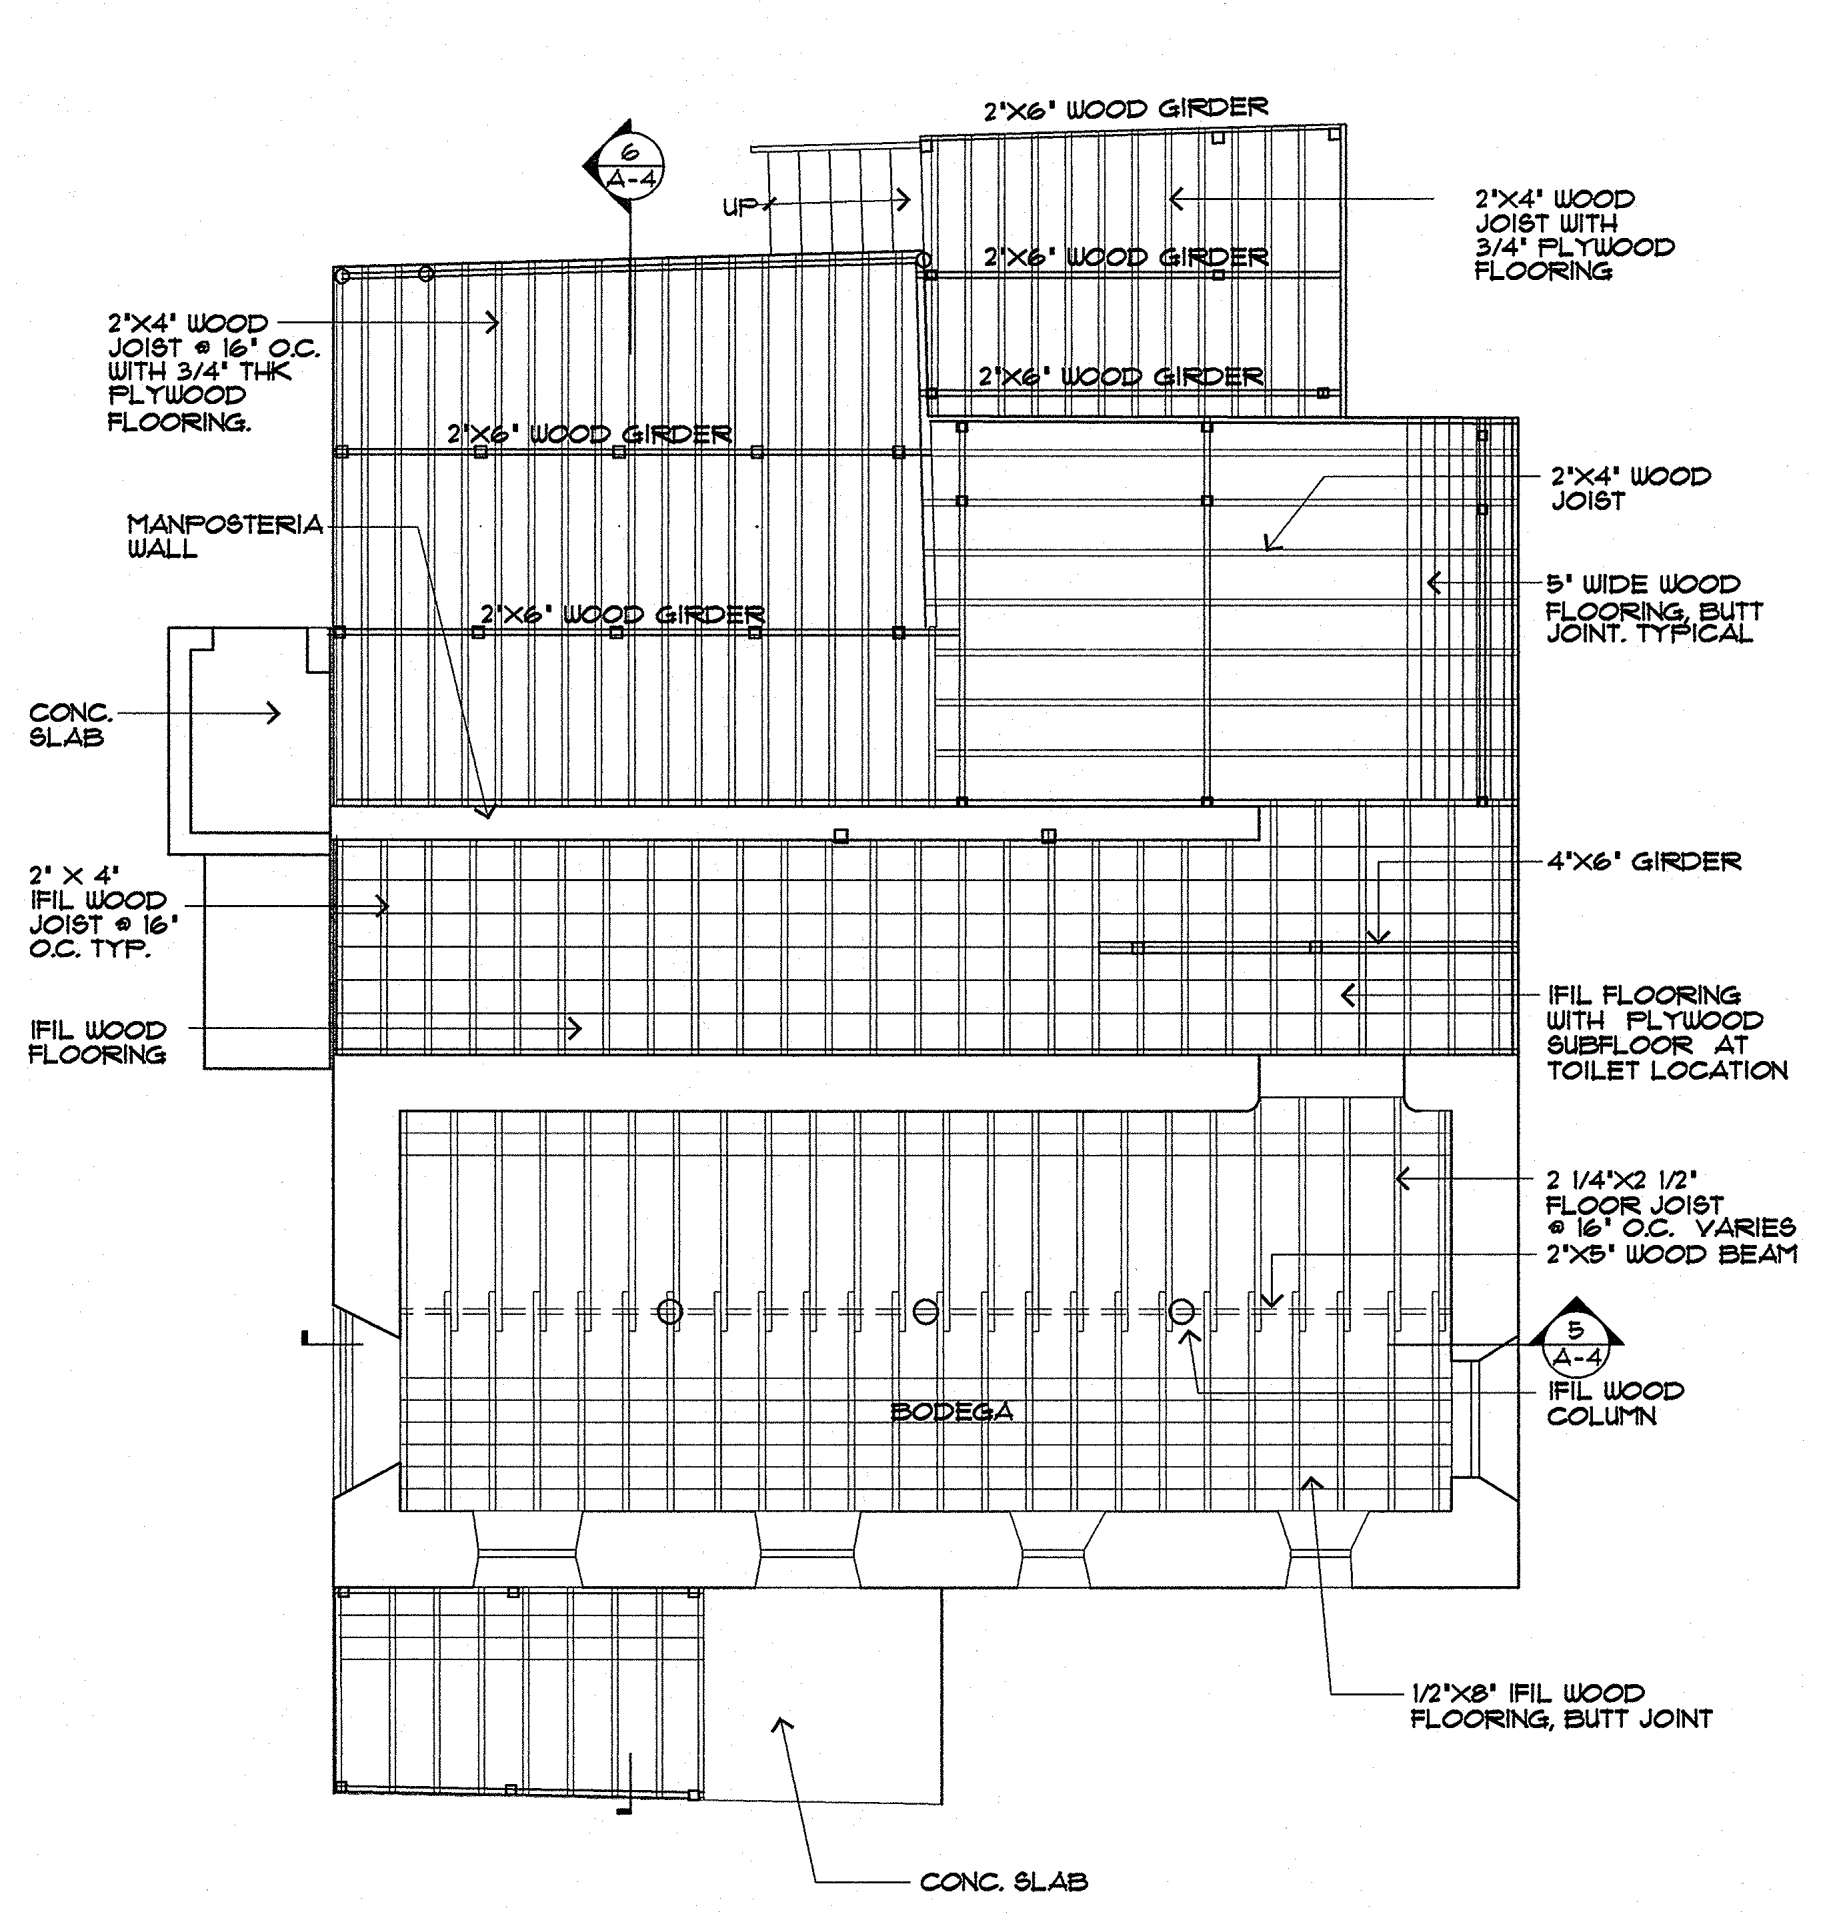 2"X6" WOOD GIRDER
6
A-4
UP
2"X4" WOOD
JOIST WITH
3/4" PLYWOOD
FLOORING
2"X6" WOOD GIRDER
2"X4" WOOD
JOIST @ 16" O.C.
WITH 3/4" THK
PLYWOOD
FLOORING.
2"X6" WOOD GIRDER
2"X6" WOOD GIRDER
2"X4" WOOD
JOIST
MANPOSTERIA
WALL
5" WIDE WOOD
FLOORING, BUTT
JOINT. TYPICAL
2"X6" WOOD GIRDER
CONC.
SLAB
4"X6" GIRDER
2" X 4"
IFIL WOOD
JOIST @ 16"
O.C. TYP.
IFIL FLOORING
WITH PLYWOOD
SUBFLOOR AT
TOILET LOCATION
IFIL WOOD
FLOORING
2 1/4"X2 1/2"
FLOOR JOIST
@ 16" O.C. VARIES
2"X5" WOOD BEAM
5
A-4
IFIL WOOD
COLUMN
BODEGA
1/2"X8" IFIL WOOD
FLOORING, BUTT JOINT
CONC. SLAB